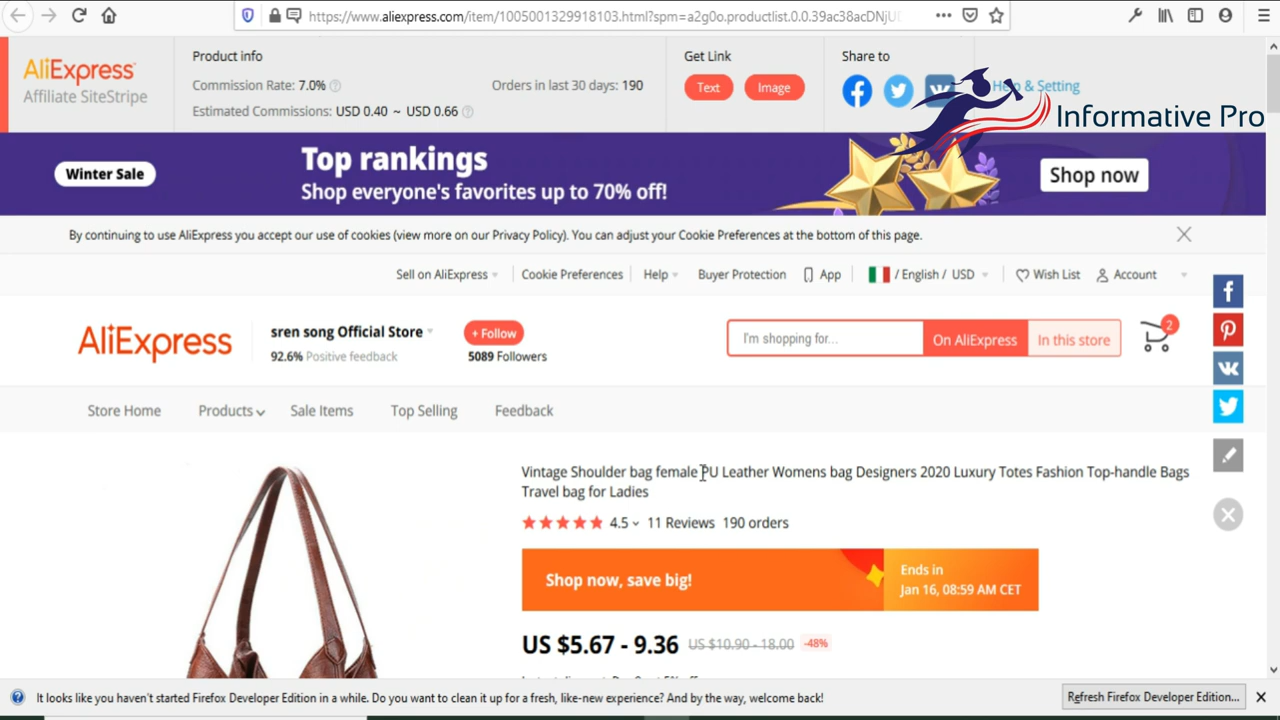 https://www.aliexpress.com/item/1005001329918103.html?spm=a2g0o.productlist.0.0.39ac38acDNjU
AliExpress
Affiliate SiteStripe
Product info
Commission Rate: 7.0%
Orders in last 30 days: 190
Estimated Commissions: USD 0.40 ~ USD 0.66
Get Link
Text
Image
Share to
Help & Setting
Informative Pro
Winter Sale
Top rankings
Shop everyone's favorites up to 70% off!
Shop now
By continuing to use AliExpress you accept our use of cookies (view more on our Privacy Policy). You can adjust your Cookie Preferences at the bottom of this page.
Sell on AliExpress Cookie Preferences Help Buyer Protection App / English / USD Wish List Account
AliExpress
sren song Official Store
92.6% Positive feedback
+ Follow
5089 Followers
I'm shopping for...
On AliExpress
In this store
2
Store Home Products Sale Items Top Selling Feedback
Vintage Shoulder bag female PU Leather Womens bag Designers 2020 Luxury Totes Fashion Top-handle Bags
Travel bag for Ladies
4.5 11 Reviews 190 orders
Shop now, save big!
Ends in
Jan 16, 08:59 AM CET
US $5.67 - 9.36 US $10.90 - 18.00 -48%
It looks like you haven't started Firefox Developer Edition in a while. Do you want to clean it up for a fresh, like-new experience? And by the way, welcome back!
Refresh Firefox Developer Edition...